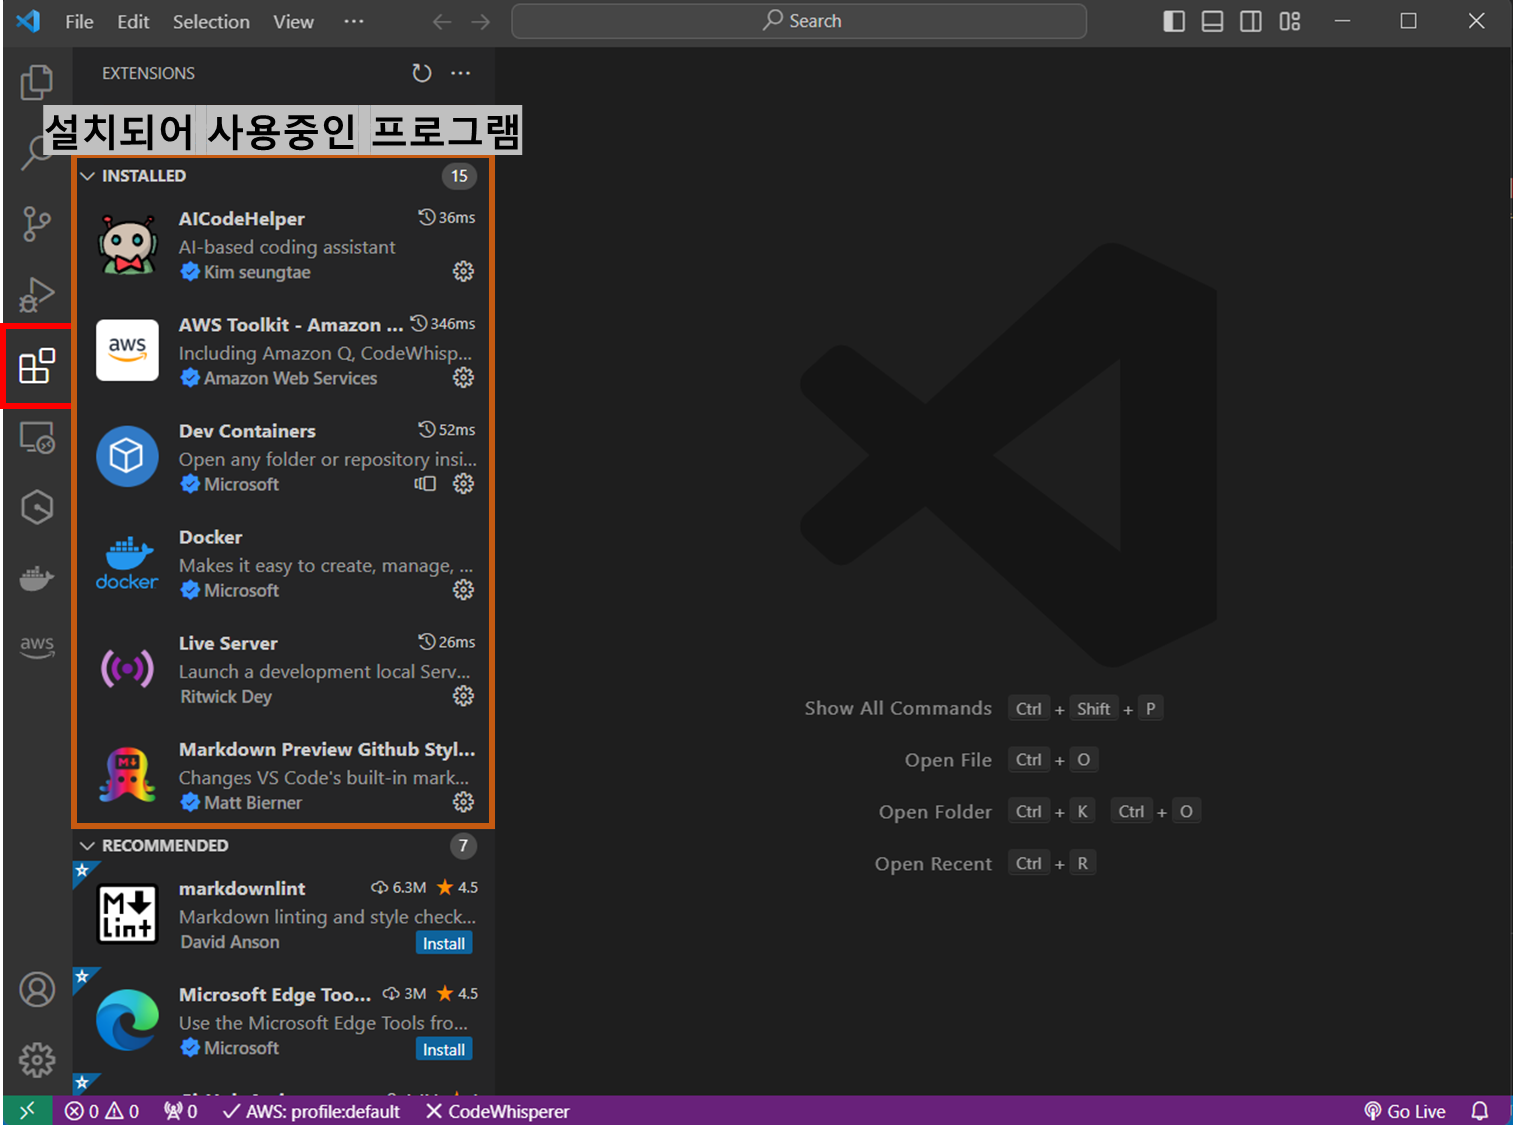 File Edit Selection View ··· Search
EXTENSIONS
설치되어 사용중인 프로그램
INSTALLED 15
AICodeHelper 36ms
AI-based coding assistant
Kim seungtae
aws
AWS Toolkit - Amazon ... 346ms
Including Amazon Q, CodeWhisp...
Amazon Web Services
Dev Containers 52ms
Open any folder or repository insi...
Microsoft
docker
Docker
Makes it easy to create, manage, ...
Microsoft
aws
Live Server 26ms
Launch a development local Serv...
Ritwick Dey
M↓
Markdown Preview Github Styl...
Changes VS Code's built-in mark...
Matt Bierner
RECOMMENDED 7
M↓ Lint
markdownlint 6.3M ★ 4.5
Markdown linting and style check...
David Anson Install
Microsoft Edge Too... 3M ★ 4.5
Use the Microsoft Edge Tools fro...
Microsoft Install
Show All Commands Ctrl + Shift + P
Open File Ctrl + O
Open Folder Ctrl + K Ctrl + O
Open Recent Ctrl + R
0 0 0 AWS: profile:default CodeWhisperer Go Live